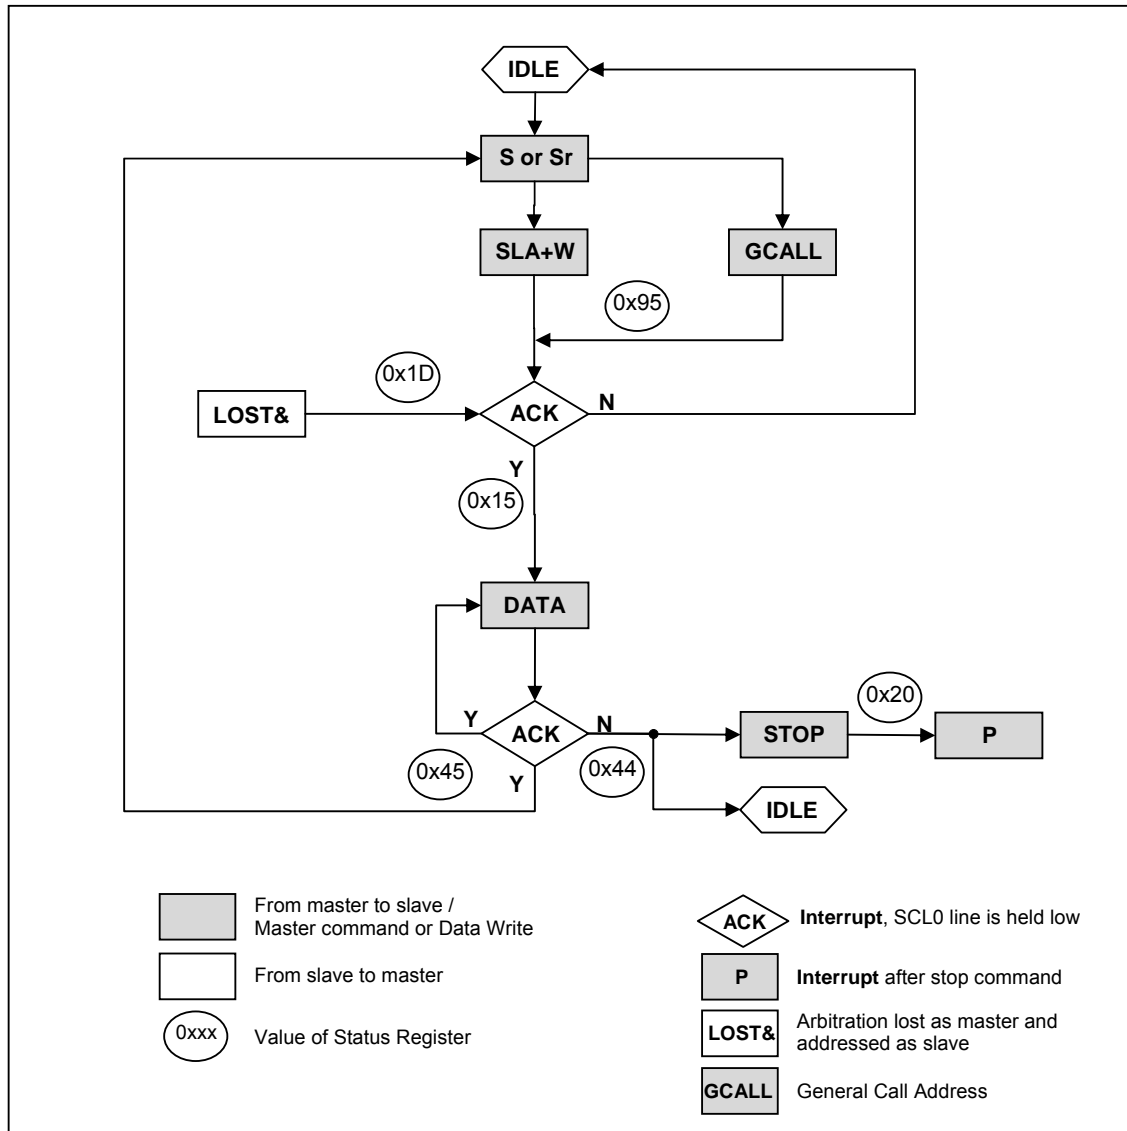 IDLE
S or Sr
SLA+W
GCALL
0x95
0x1D
LOST&
ACK
N
Y
0x15
DATA
Y
ACK
N
0x20
STOP
P
0x45
Y
0x44
IDLE
From master to slave /
Master command or Data Write
From slave to master
0xxx
Value of Status Register
ACK
Interrupt, SCL0 line is held low
P
Interrupt after stop command
LOST&
Arbitration lost as master and
addressed as slave
GCALL
General Call Address